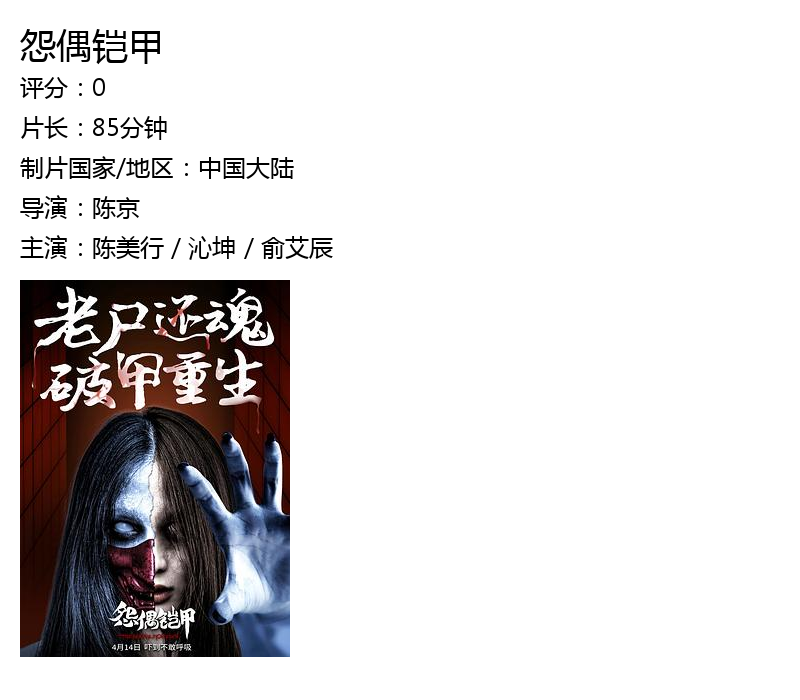 怨偶铠甲
评分：0
片长：85分钟
制片国家/地区：中国大陆
导演：陈京
主演：陈美行 / 沁坤 / 俞艾辰
老尸还魂
破甲重生
怨偶铠甲
4月14日 吓到不敢呼吸